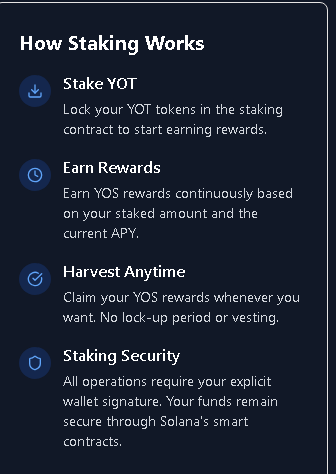 How Staking Works
Stake YOT
Lock your YOT tokens in the staking
contract to start earning rewards.
Earn Rewards
Earn YOS rewards continuously based
on your staked amount and the
current APY.
Harvest Anytime
Claim your YOS rewards whenever you
want. No lock-up period or vesting.
Staking Security
All operations require your explicit
wallet signature. Your funds remain
secure through Solana's smart
contracts.